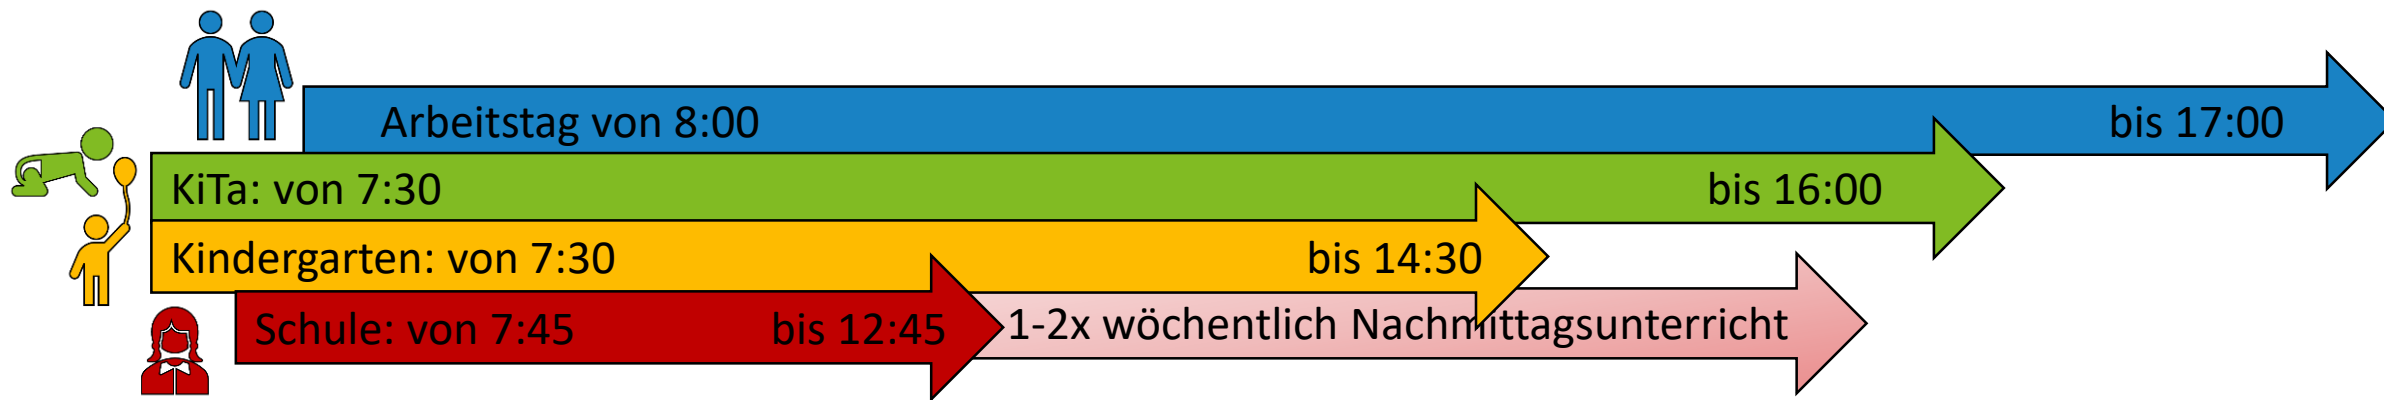 Arbeitstag von 8:00 bis 17:00
KiTa: von 7:30 bis 16:00
Kindergarten: von 7:30 bis 14:30
Schule: von 7:45 bis 12:45 1-2x wöchentlich Nachmittagsunterricht